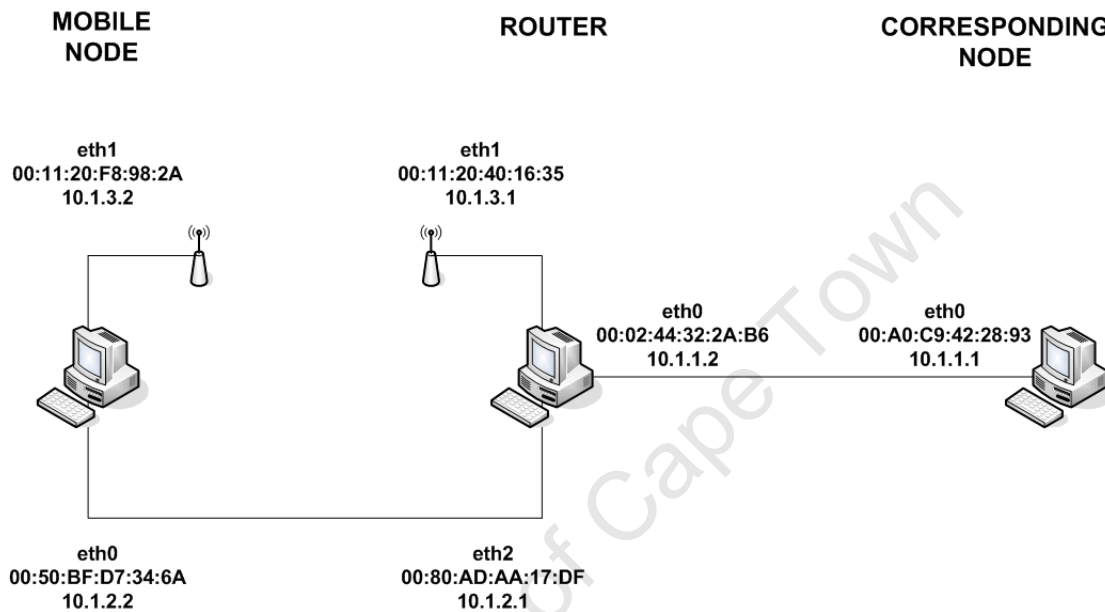 MOBILE
NODE
ROUTER
CORRESPONDING
NODE
eth1
00:11:20:F8:98:2A
10.1.3.2
eth1
00:11:20:40:16:35
10.1.3.1
eth0
00:02:44:32:2A:B6
10.1.1.2
eth0
00:A0:C9:42:28:93
10.1.1.1
eth0
00:50:BF:D7:34:6A
10.1.2.2
eth2
00:80:AD:AA:17:DF
10.1.2.1
of Cape Town